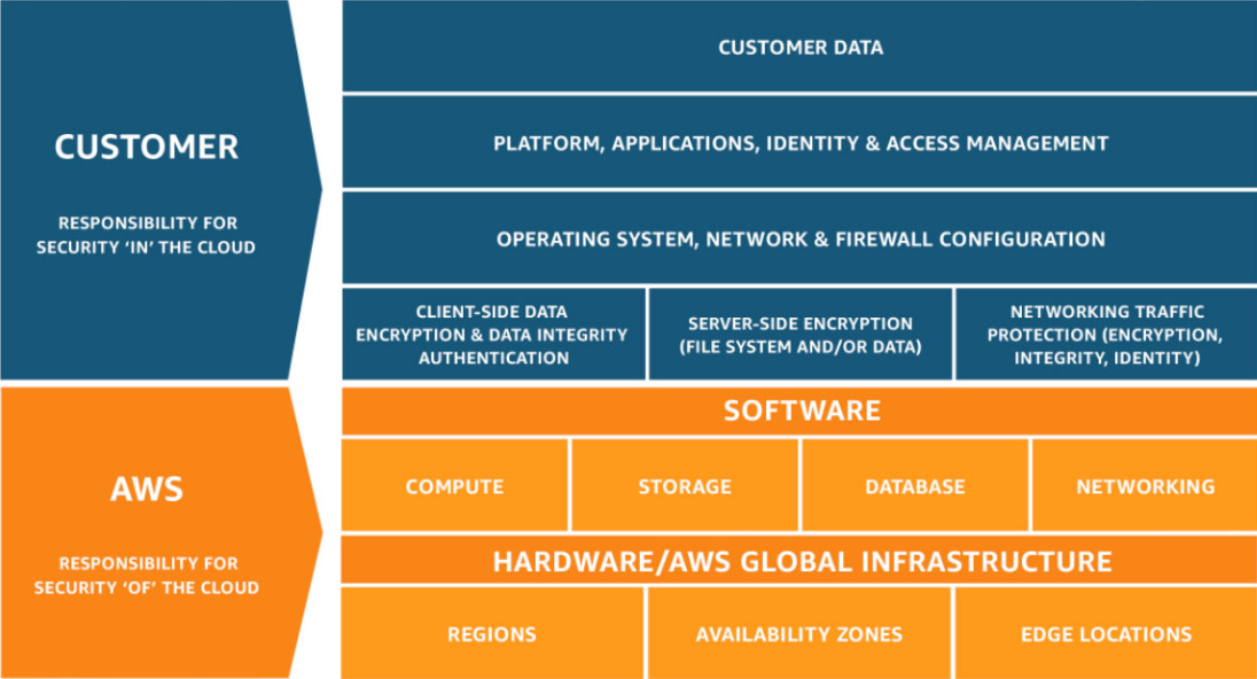 CUSTOMER
RESPONSIBILITY FOR
SECURITY ‘IN’ THE CLOUD
CUSTOMER DATA
PLATFORM, APPLICATIONS, IDENTITY & ACCESS MANAGEMENT
OPERATING SYSTEM, NETWORK & FIREWALL CONFIGURATION
CLIENT-SIDE DATA
ENCRYPTION & DATA INTEGRITY
AUTHENTICATION
SERVER-SIDE ENCRYPTION
(FILE SYSTEM AND/OR DATA)
NETWORKING TRAFFIC
PROTECTION (ENCRYPTION,
INTEGRITY, IDENTITY)
AWS
RESPONSIBILITY FOR
SECURITY ‘OF’ THE CLOUD
SOFTWARE
COMPUTE
STORAGE
DATABASE
NETWORKING
HARDWARE/AWS GLOBAL INFRASTRUCTURE
REGIONS
AVAILABILITY ZONES
EDGE LOCATIONS